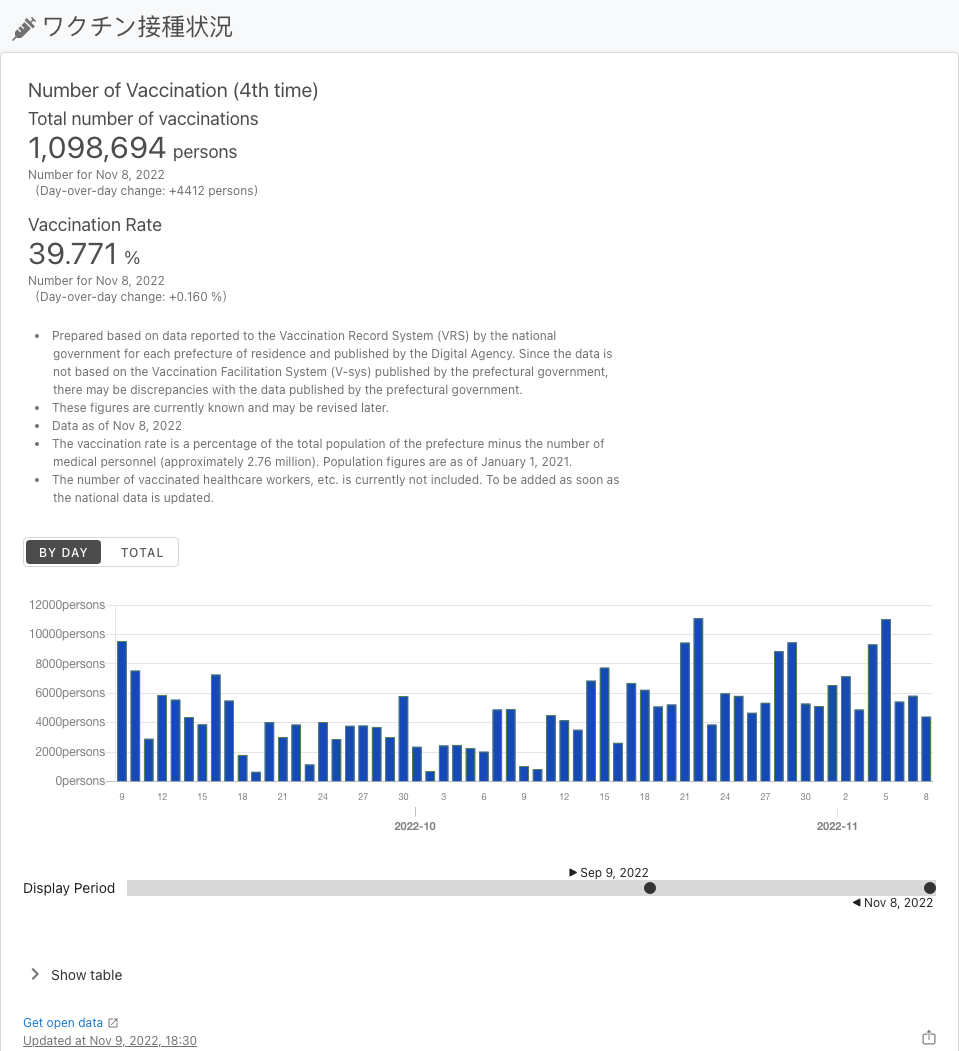 ワクチン接種状況
Number of Vaccination (4th time)
Total number of vaccinations
1,098,694 persons
Number for Nov 8, 2022
(Day-over-day change: +4412 persons)
Vaccination Rate
39.771 %
Number for Nov 8, 2022
(Day-over-day change: +0.160 %)
• Prepared based on data reported to the Vaccination Record System (VRS) by the national
government for each prefecture of residence and published by the Digital Agency. Since the data is
not based on the Vaccination Facilitation System (V-sys) published by the prefectural government,
there may be discrepancies with the data published by the prefectural government.
• These figures are currently known and may be revised later.
• Data as of Nov 8, 2022
• The vaccination rate is a percentage of the total population of the prefecture minus the number of
medical personnel (approximately 2.76 million). Population figures are as of January 1, 2021.
• The number of vaccinated healthcare workers, etc. is currently not included. To be added as soon as
the national data is updated.
BY DAY TOTAL
12000persons
10000persons
8000persons
6000persons
4000persons
2000persons
0persons
9 12 15 18 21 24 27 30 3 6 9 12 15 18 21 24 27 30 2 5 8
2022-10 2022-11
Sep 9, 2022
Display Period
Nov 8, 2022
Show table
Get open data
Updated at Nov 9, 2022, 18:30